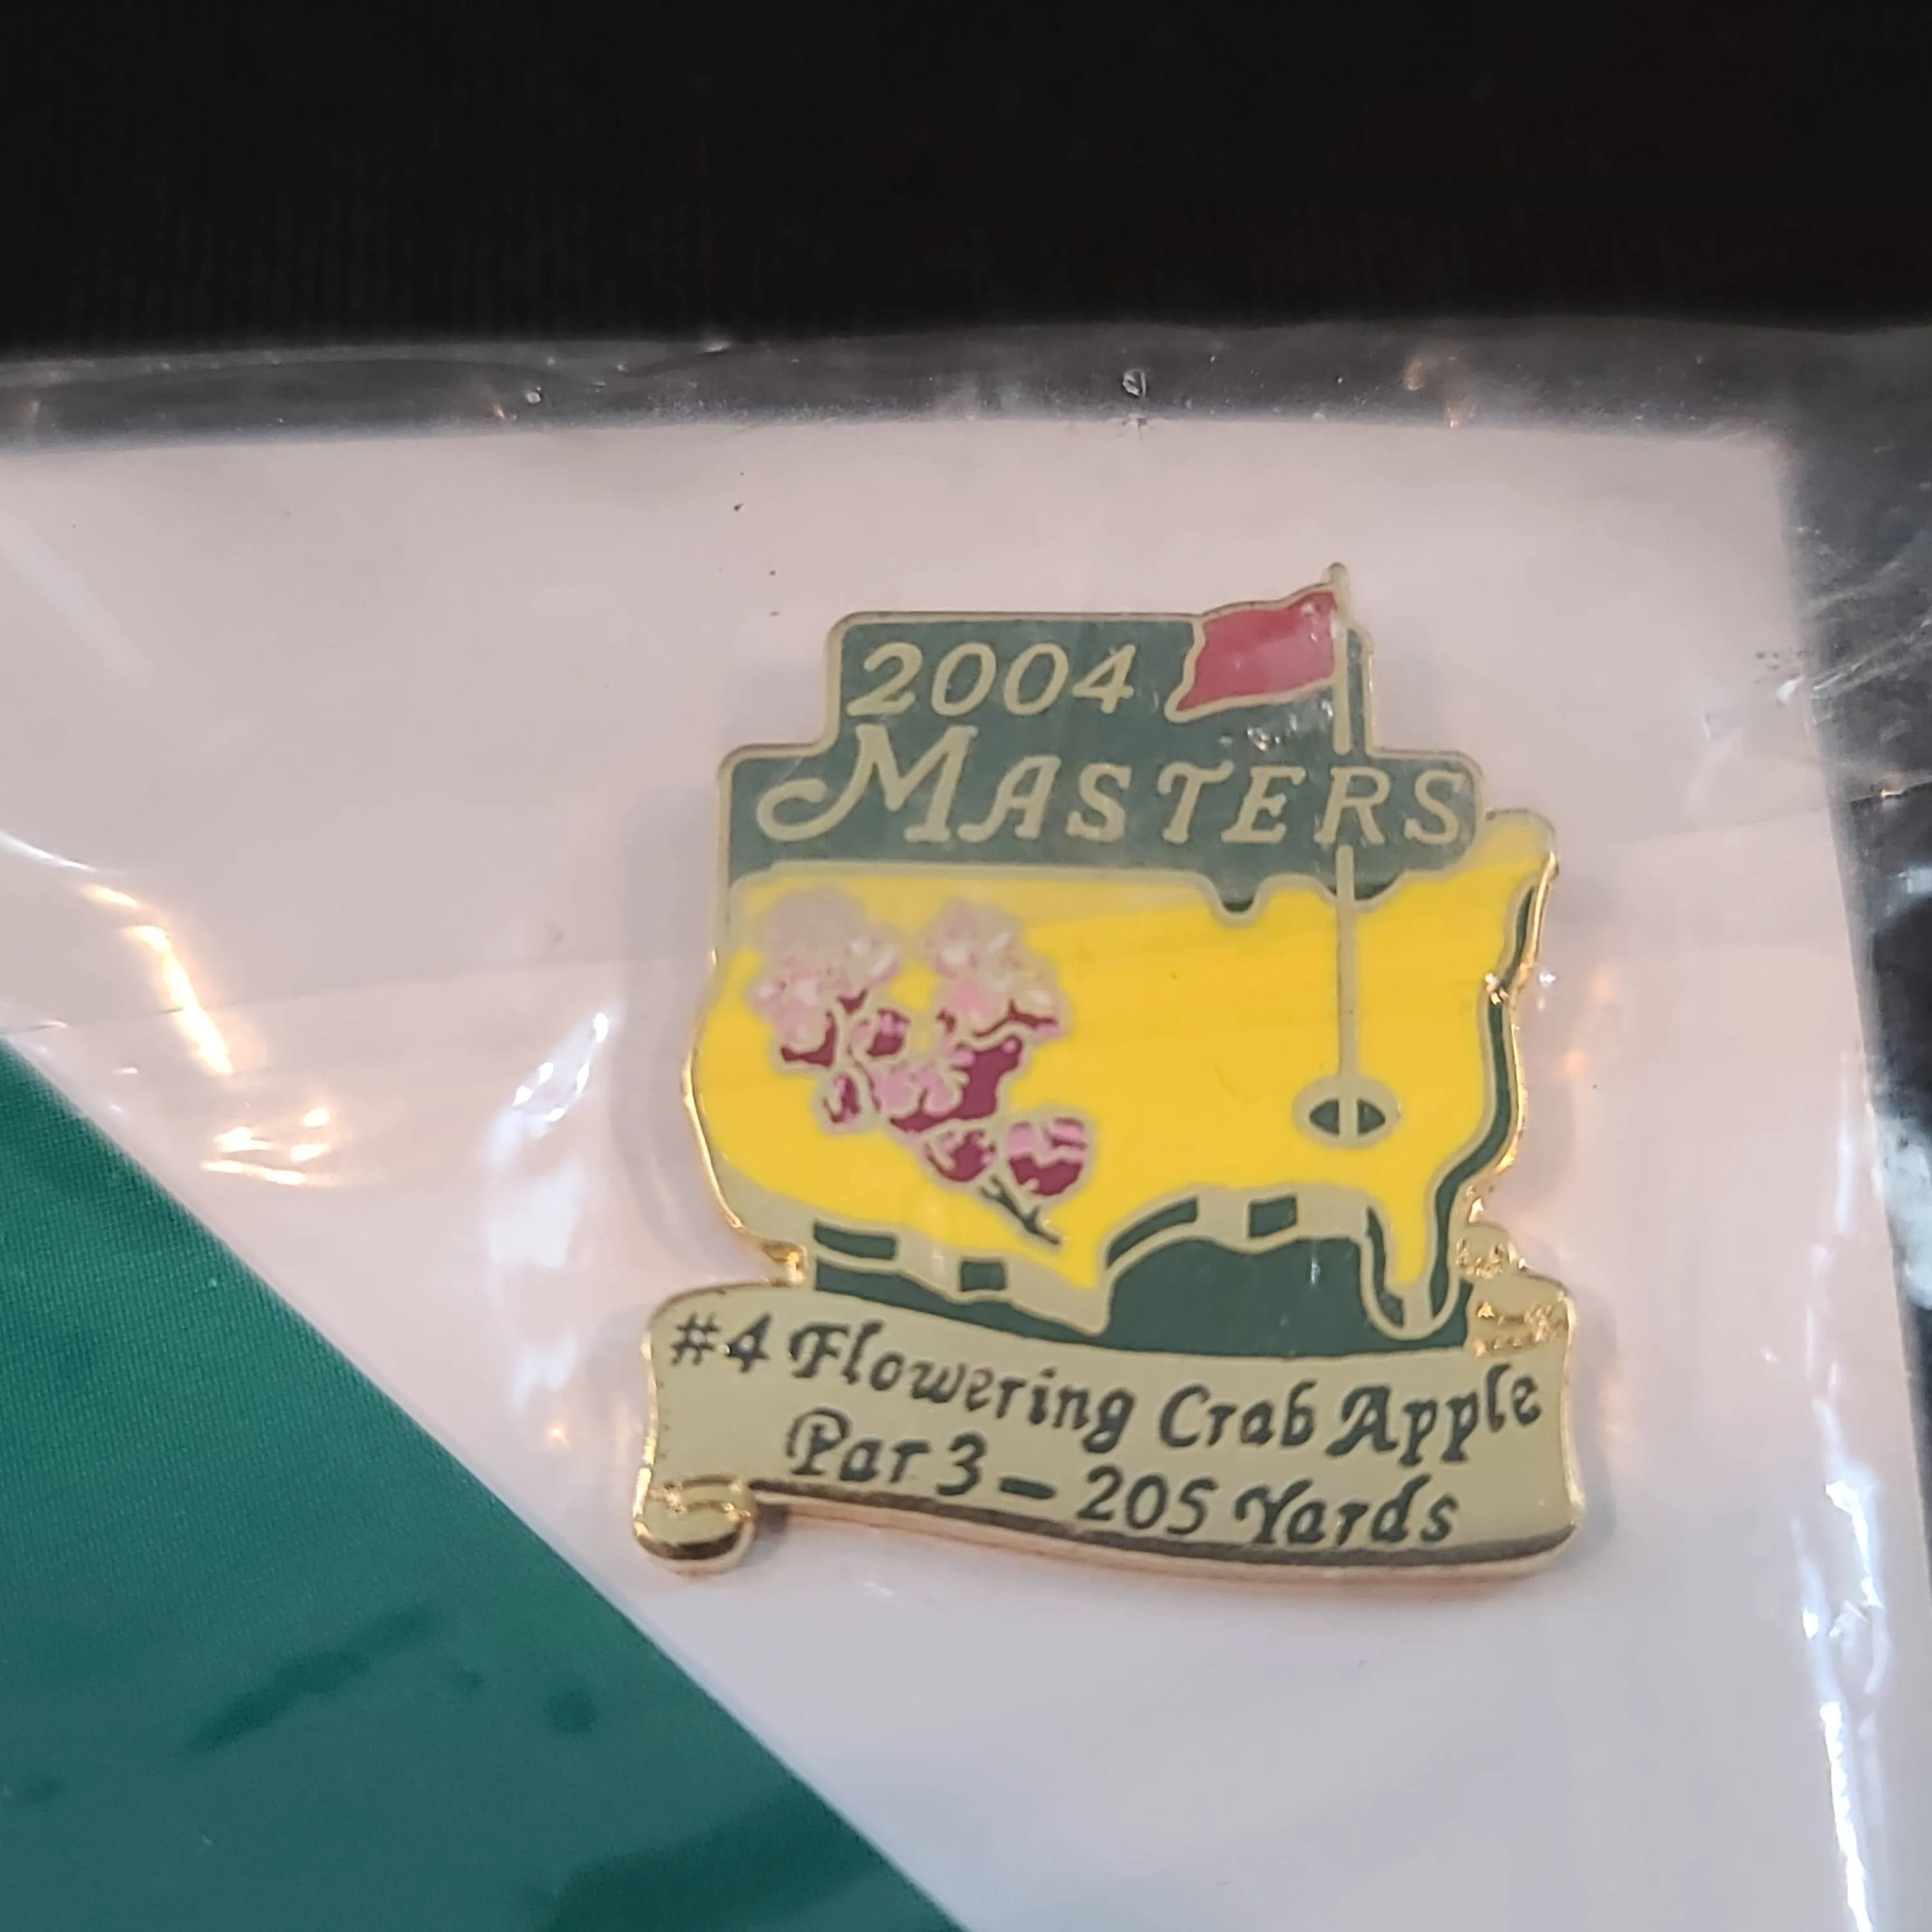 2004
MASTERS
#4 Flowering Crab Apple
Par 3 – 205 Yards